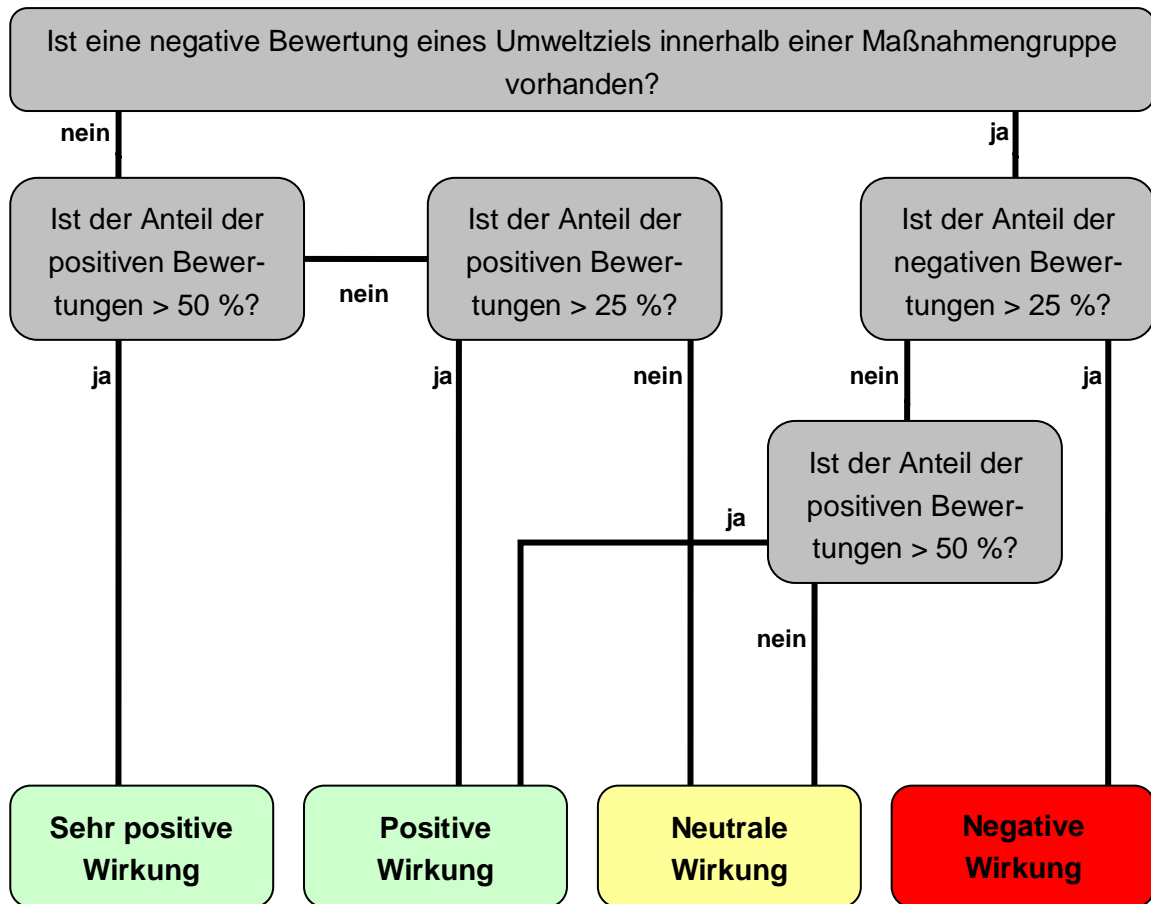 Ist eine negative Bewertung eines Umweltziels innerhalb einer Maßnahmengruppe
vorhanden?
nein
ja
Ist der Anteil der
positiven Bewer-
tungen > 50 %?
nein
Ist der Anteil der
positiven Bewer-
tungen > 25 %?
Ist der Anteil der
negativen Bewer-
tungen > 25 %?
ja
ja
nein
nein
ja
Ist der Anteil der
positiven Bewer-
tungen > 50 %?
ja
nein
Sehr positive
Wirkung
Positive
Wirkung
Neutrale
Wirkung
Negative
Wirkung